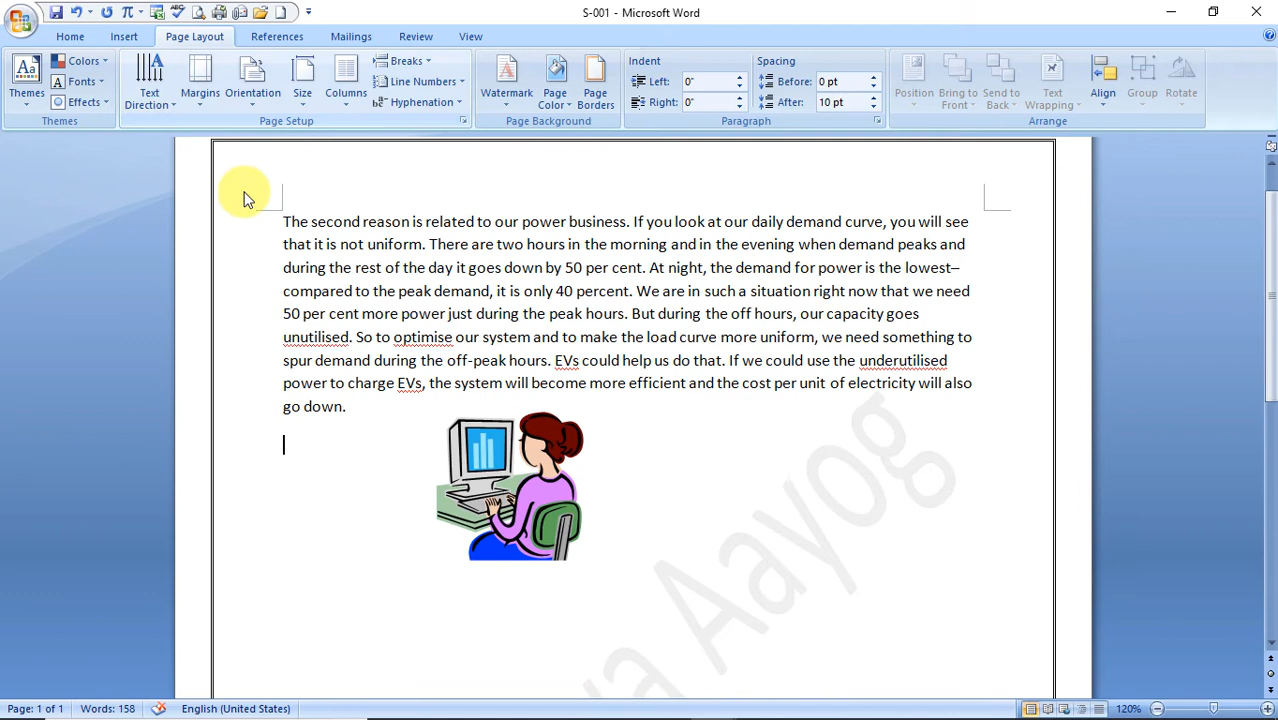 S-001 - Microsoft Word
Home Insert Page Layout References Mailings Review View
Themes Colors Fonts Effects
Text Direction Margins Orientation Size Columns Breaks Line Numbers Hyphenation
Watermark Page Color Page Borders
Indent Left: 0" Right: 0"
Spacing Before: 0 pt After: 10 pt
Position Bring to Front Send to Back Text Wrapping Align Group Rotate
Themes Page Setup Page Background Paragraph Arrange
The second reason is related to our power business. If you look at our daily demand curve, you will see
that it is not uniform. There are two hours in the morning and in the evening when demand peaks and
during the rest of the day it goes down by 50 per cent. At night, the demand for power is the lowest–
compared to the peak demand, it is only 40 percent. We are in such a situation right now that we need
50 per cent more power just during the peak hours. But during the off hours, our capacity goes
unutilised. So to optimise our system and to make the load curve more uniform, we need something to
spur demand during the off-peak hours. EVs could help us do that. If we could use the underutilised
power to charge EVs, the system will become more efficient and the cost per unit of electricity will also
go down.
Aayog
Page: 1 of 1 Words: 158 English (United States) 120%